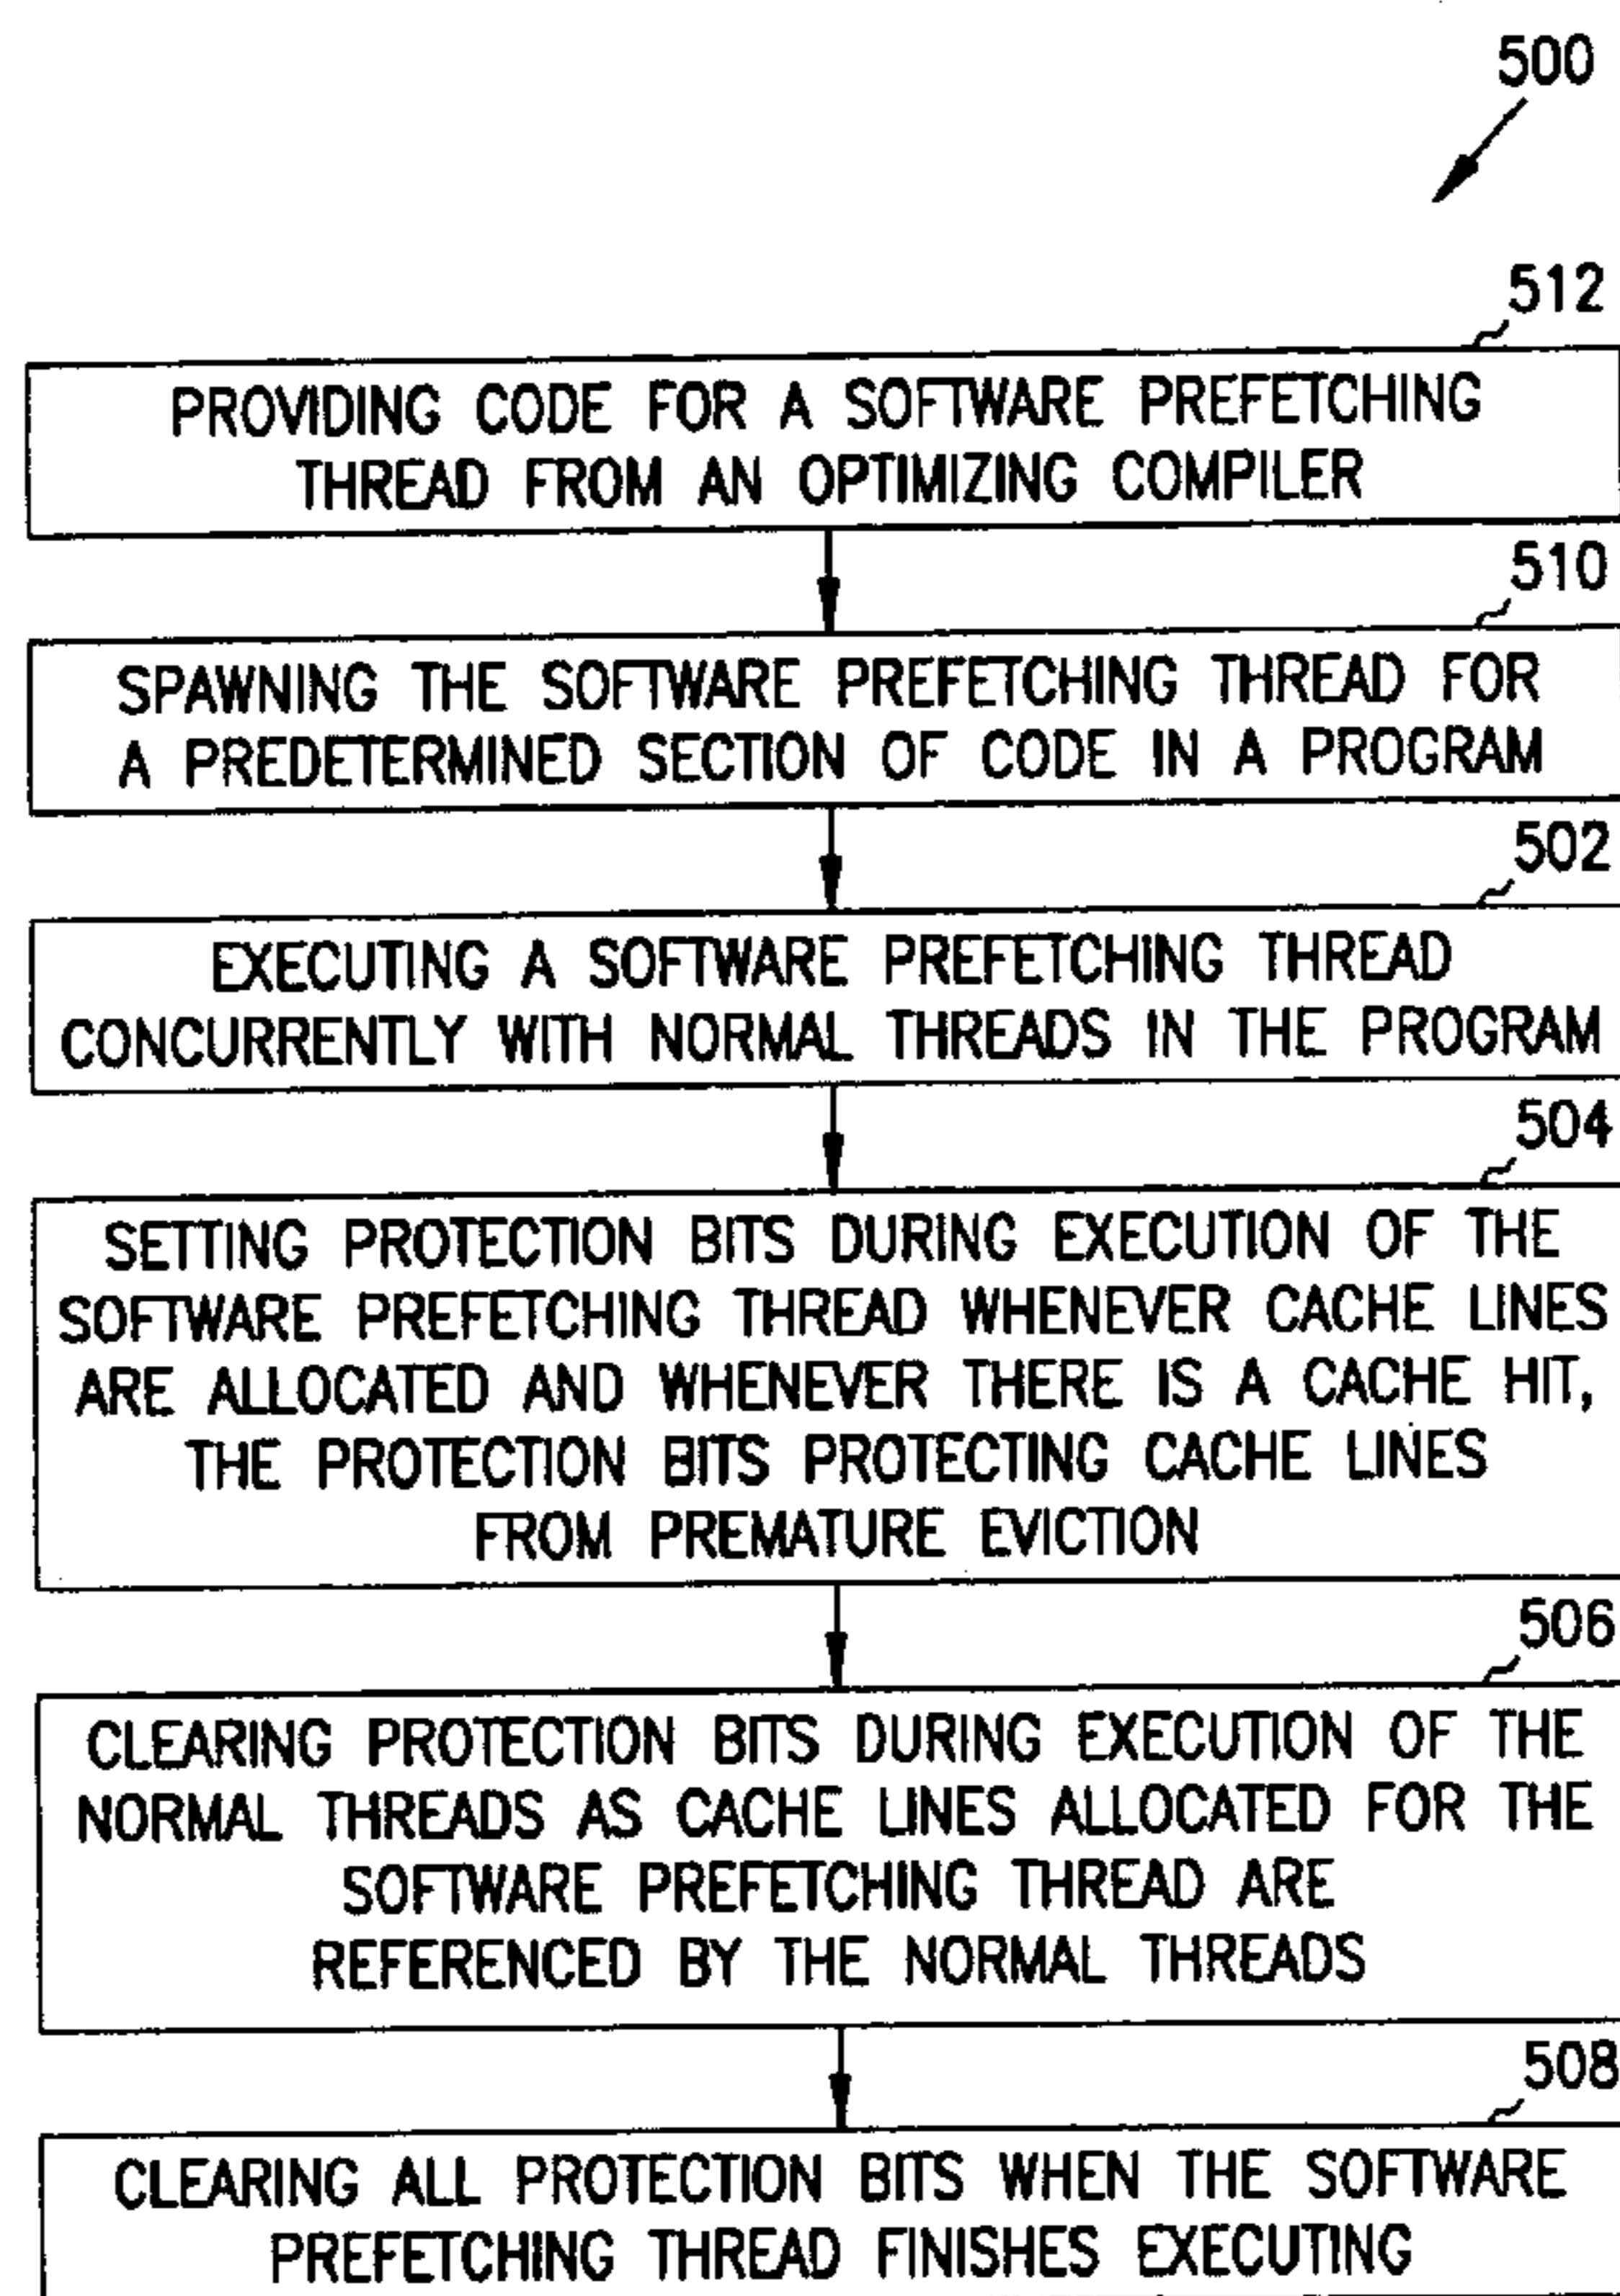 500
512
PROVIDING CODE FOR A SOFTWARE PREFETCHING
THREAD FROM AN OPTIMIZING COMPILER
510
SPAWNING THE SOFTWARE PREFETCHING THREAD FOR
A PREDETERMINED SECTION OF CODE IN A PROGRAM
502
EXECUTING A SOFTWARE PREFETCHING THREAD
CONCURRENTLY WITH NORMAL THREADS IN THE PROGRAM
504
SETTING PROTECTION BITS DURING EXECUTION OF THE
SOFTWARE PREFETCHING THREAD WHENEVER CACHE LINES
ARE ALLOCATED AND WHENEVER THERE IS A CACHE HIT,
THE PROTECTION BITS PROTECTING CACHE LINES
FROM PREMATURE EVICTION
506
CLEARING PROTECTION BITS DURING EXECUTION OF THE
NORMAL THREADS AS CACHE LINES ALLOCATED FOR THE
SOFTWARE PREFETCHING THREAD ARE
REFERENCED BY THE NORMAL THREADS
508
CLEARING ALL PROTECTION BITS WHEN THE SOFTWARE
PREFETCHING THREAD FINISHES EXECUTING